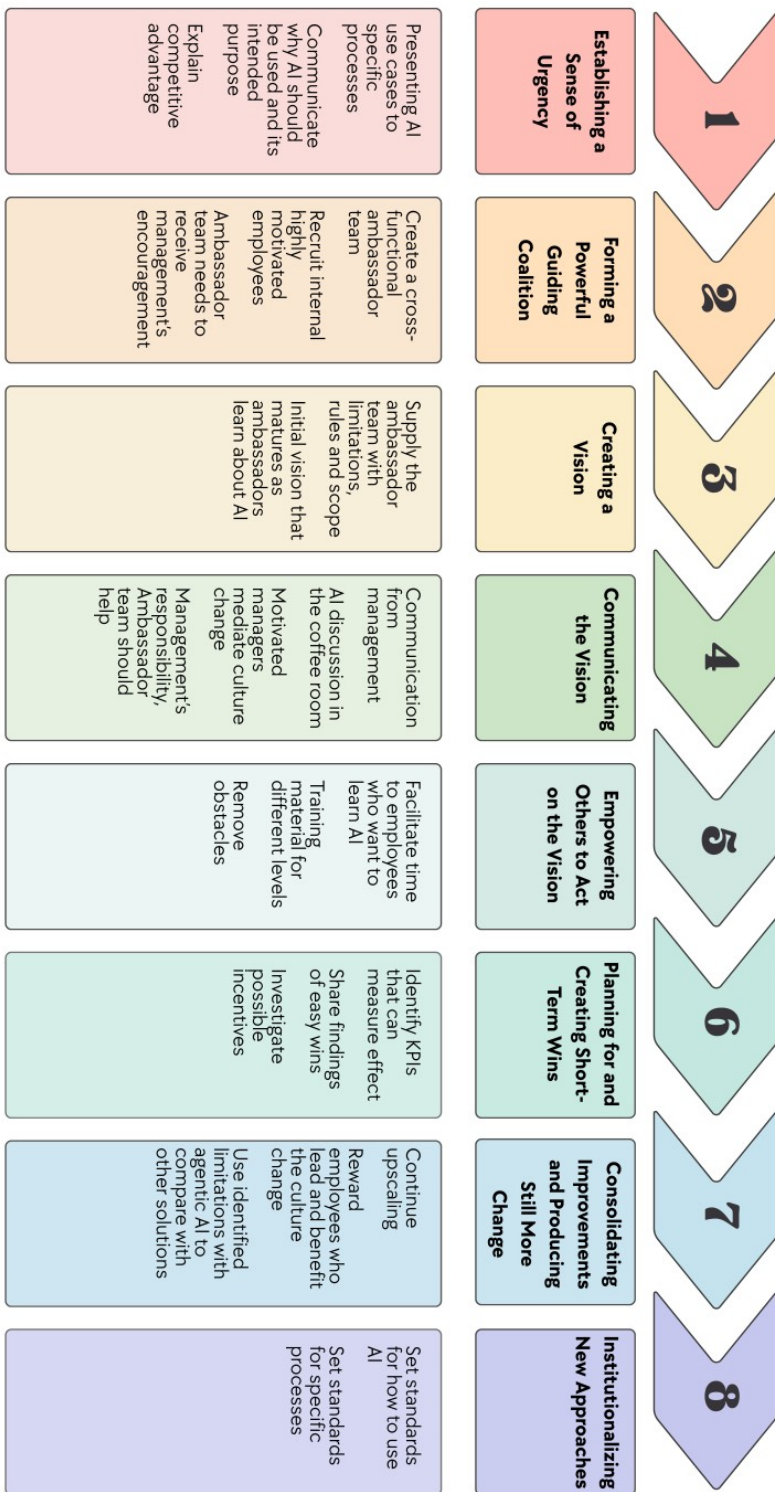 1
Establishing a
Sense of
Urgency
Presenting AI
use cases to
specific
processes
Communicate
why AI should
be used and its
intended
purpose
Explain
competitive
advantage
2
Forming a
Powerful
Guiding
Coalition
Create a cross-
functional
ambassador
team
Recruit internal
highly
motivated
employees
Ambassador
team needs to
receive
management's
encouragement
3
Creating a
Vision
Supply the
ambassador
team with
limitations,
rules and scope
Initial vision that
matures as
ambassadors
learn about AI
4
Communicating
the Vision
Communication
from
management
AI discussion in
the coffee room
Motivated
managers
mediate culture
change
Management's
responsibility,
Ambassador
team should
help
5
Empowering
Others to Act
on the Vision
Facilitate time
to employees
who want to
learn AI
Training
material for
different levels
Remove
obstacles
6
Planning for and
Creating Short-
Term Wins
Identify KPIs
that can
measure effect
Share findings
of easy wins
Investigate
possible
incentives
7
Consolidating
Improvements
and Producing
Still More
Change
Continue
upscaling
Reward
employees who
lead and benefit
the culture
change
Use identified
limitations with
agentic AI to
compare with
other solutions
8
Institutionalizing
New Approaches
Set standards
for how to use
AI
Set standards
for specific
processes